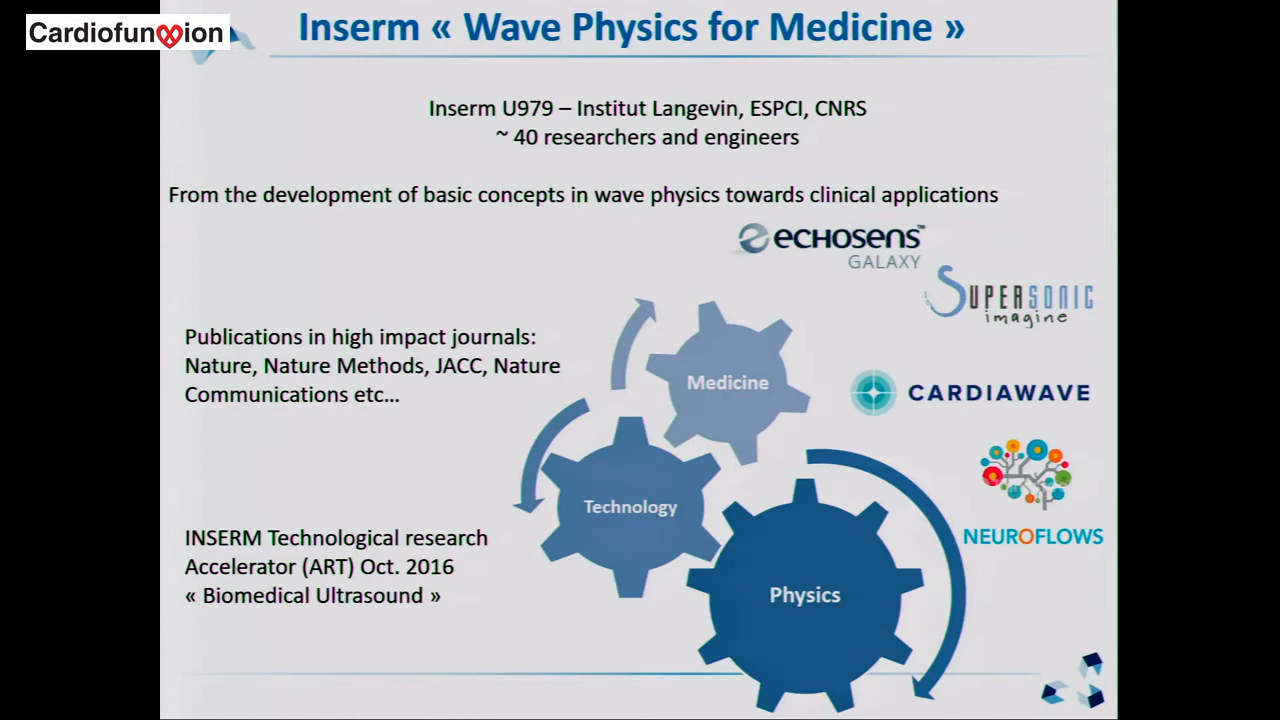 Cardiofunxion
Inserm « Wave Physics for Medicine »
Inserm U979 – Institut Langevin, ESPCI, CNRS
~ 40 researchers and engineers
From the development of basic concepts in wave physics towards clinical applications
echosens™
GALAXY
SUPERSONIC
imagine
Publications in high impact journals:
Nature, Nature Methods, JACC, Nature
Communications etc…
Medicine
CARDIAWAVE
Technology
NEUROFLOWS
INSERM Technological research
Accelerator (ART) Oct. 2016
« Biomedical Ultrasound »
Physics